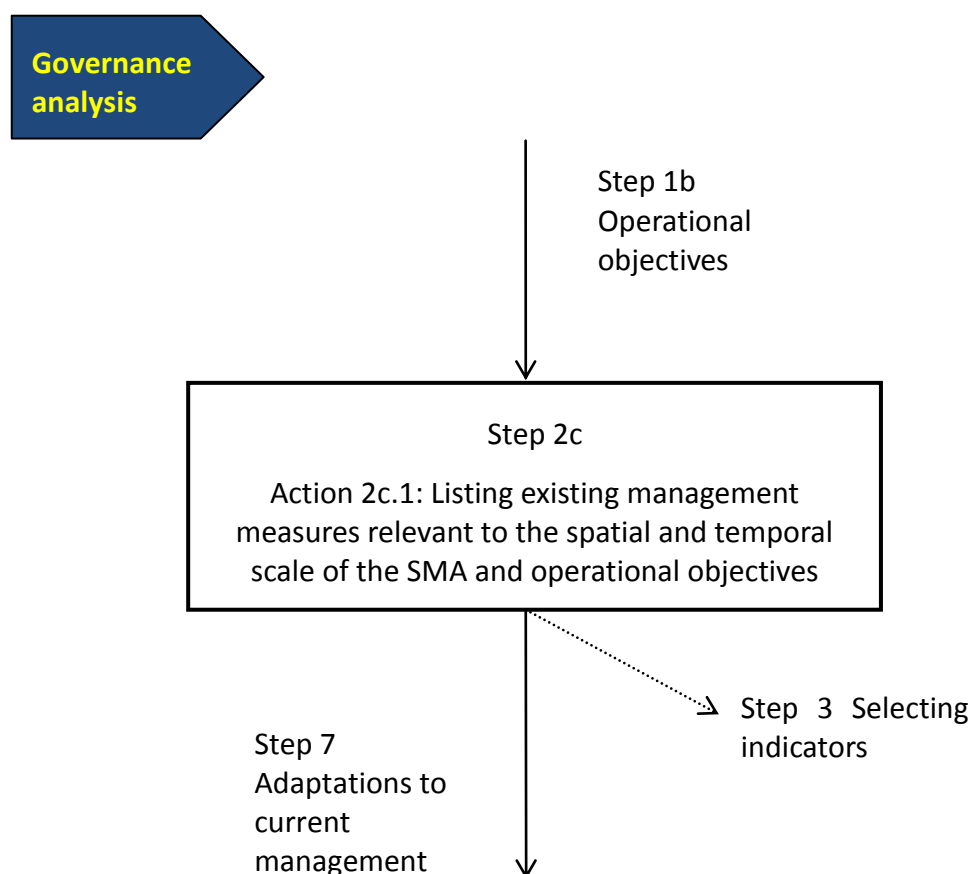 Governance
analysis
Step 1b
Operational
objectives
Step 2c
Action 2c.1: Listing existing management
measures relevant to the spatial and temporal
scale of the SMA and operational objectives
Step 3 Selecting
indicators
Step 7
Adaptations to
current
management